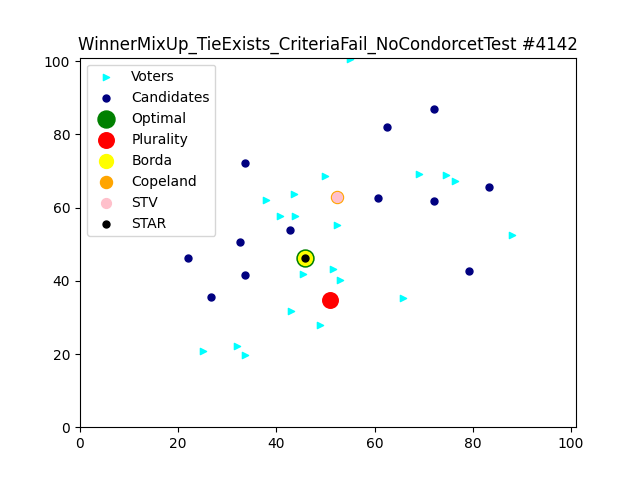 WinnerMixUp_TieExists_CriteriaFail_NoCondorcetTest #4142
100
80
60
40
20
0
Voters
Candidates
Optimal
Plurality
Borda
Copeland
STV
STAR
0 20 40 60 80 100